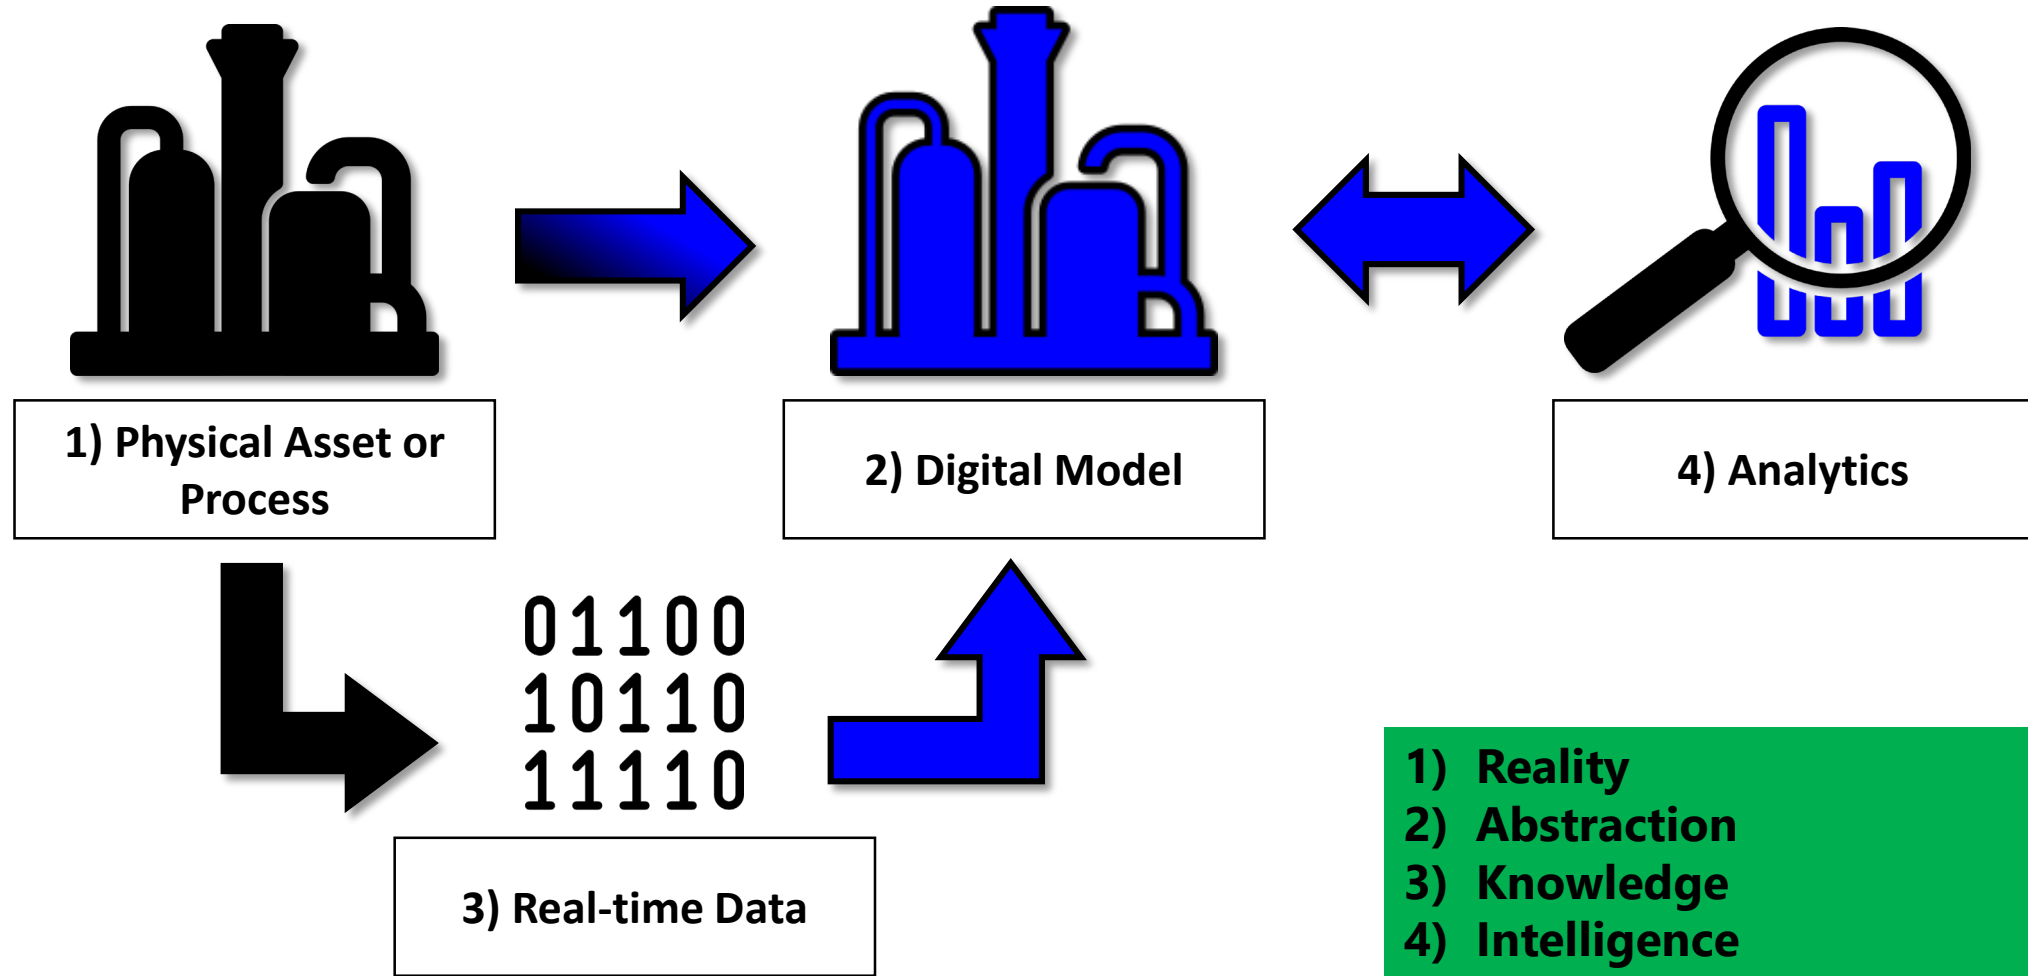 1) Physical Asset or
Process
2) Digital Model
4) Analytics
01100
10110
11110
3) Real-time Data
1) Reality
2) Abstraction
3) Knowledge
4) Intelligence